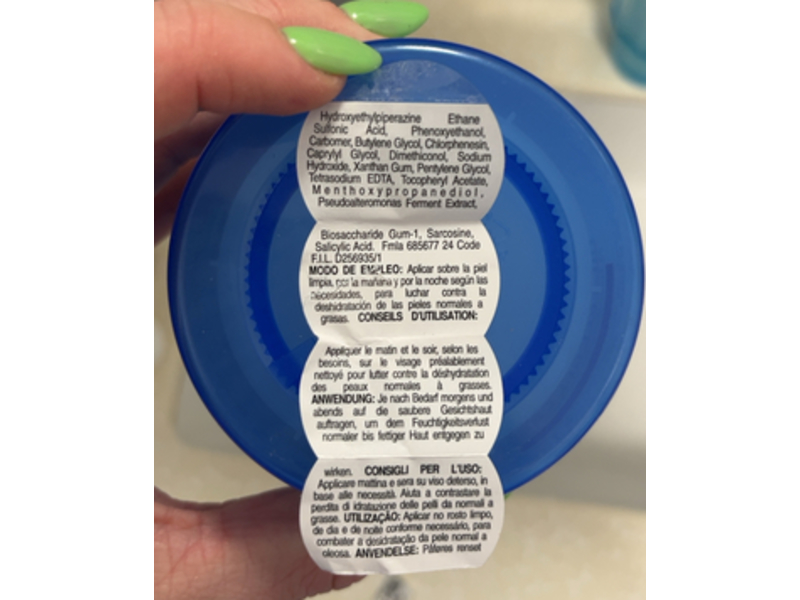 Hydroxyethylpiperazine Ethane
Sulfonic Acid, Phenoxyethanol,
Carbomer, Butylene Glycol, Chlorphenesin,
Caprylyl Glycol, Dimethiconol, Sodium
Hydroxide, Xanthan Gum, Pentylene Glycol,
Tetrasodium EDTA, Tocopheryl Acetate,
Menthoxypropanediol,
Pseudoalteromonas Ferment Extract,
Biosaccharide Gum-1, Sarcosine,
Salicylic Acid. Fmla 685677 24 Code
F.I.L. D256935/1
MODO DE EMPLEO: Aplicar sobre la piel
limpia, por la mañana y por la noche según las
necesidades, para luchar contra la
deshidratación de las pieles normales a
grasas. CONSEILS D'UTILISATION:
Appliquer le matin et le soir, selon les
besoins, sur le visage préalablement
nettoyé pour lutter contre la déshydratation
des peaux normales à grasses.
ANWENDUNG: Je nach Bedarf morgens und
abends auf die saubere Gesichtshaut
auftragen, um dem Feuchtigkeitsverlust
normaler bis fettiger Haut entgegen zu
wirken. CONSIGLI PER L'USO:
Applicare mattina e sera su viso deterso, in
base alle necessità. Aiuta a contrastare la
perdita di idratazione delle pelli da normali a
grasse. UTILIZAÇÃO: Aplicar no rosto limpo,
de dia e de noite conforme necessário, para
combater a desidratação da pele normal a
oleosa. ANVENDELSE: Påføres renset